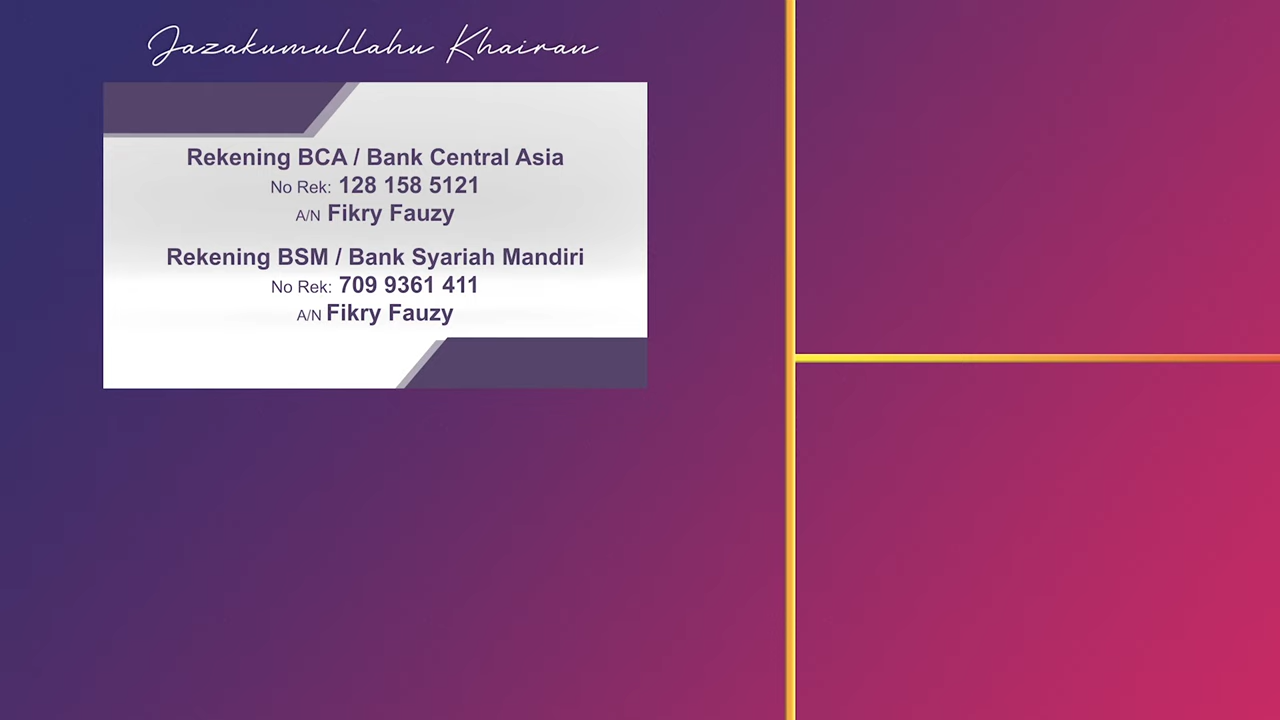 Jazakumullahu Khairan
Rekening BCA / Bank Central Asia
No Rek: 128 158 5121
A/N Fikry Fauzy
Rekening BSM / Bank Syariah Mandiri
No Rek: 709 9361 411
A/N Fikry Fauzy